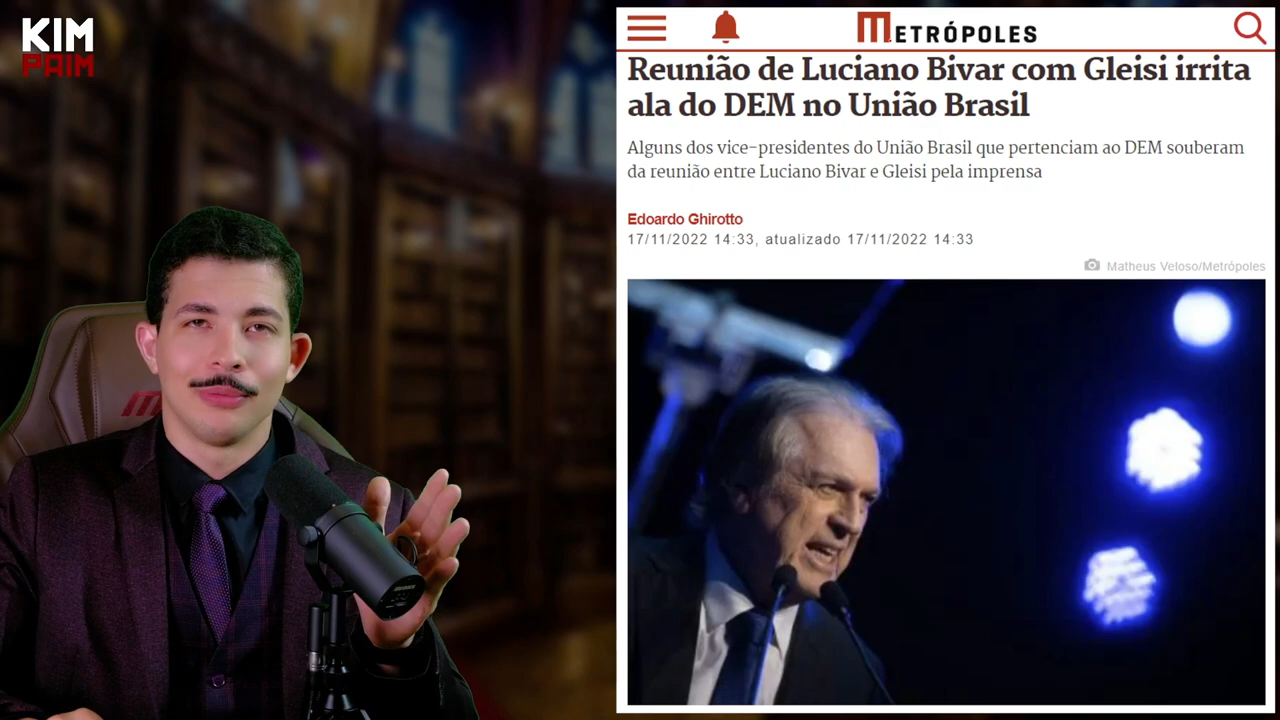 KIM
PAIM
METRÓPOLES
Reunião de Luciano Bivar com Gleisi irrita
ala do DEM no União Brasil
Alguns dos vice-presidentes do União Brasil que pertenciam ao DEM souberam
da reunião entre Luciano Bivar e Gleisi pela imprensa
Edoardo Ghirotto
17/11/2022 14:33, atualizado 17/11/2022 14:33
Matheus Veloso/Metrópoles